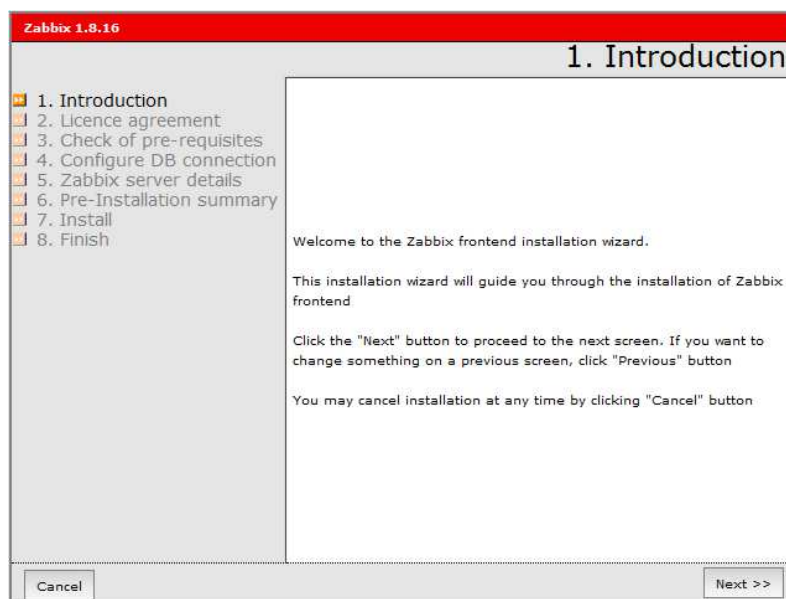 Zabbix 1.8.16
1. Introduction
1. Introduction
2. Licence agreement
3. Check of pre-requisites
4. Configure DB connection
5. Zabbix server details
6. Pre-Installation summary
7. Install
8. Finish
Welcome to the Zabbix frontend installation wizard.
This installation wizard will guide you through the installation of Zabbix
frontend
Click the "Next" button to proceed to the next screen. If you want to
change something on a previous screen, click "Previous" button
You may cancel installation at any time by clicking "Cancel" button
Cancel
Next >>